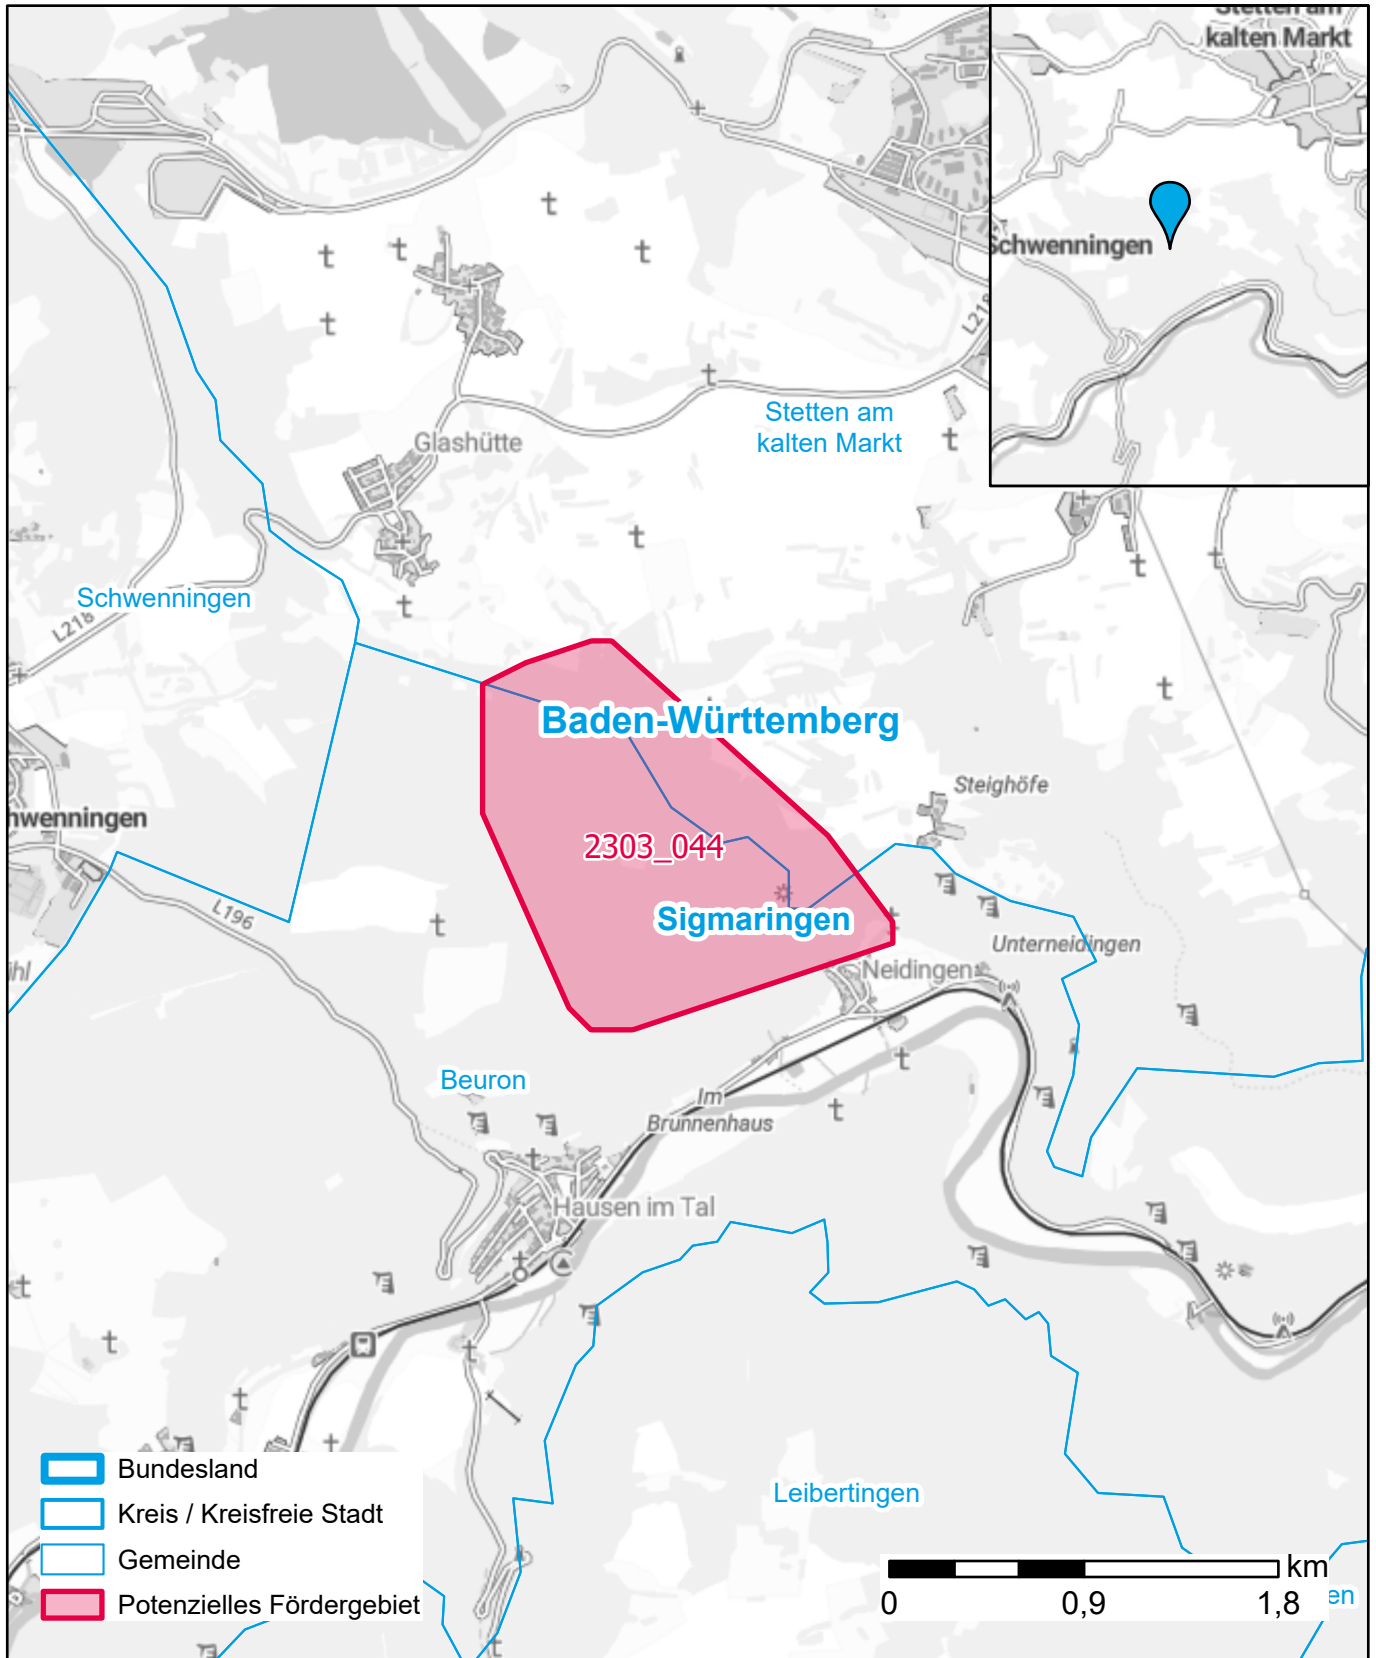 Stetten am
kalten Markt
Schwenningen
L218
Stetten am
kalten Markt
Glashütte
Schwenningen
L218
Baden-Württemberg
Steighöfe
hwenningen
2303_044
L196
Sigmaringen
Unterneidingen
ihl
Neidingen
Beuron
Im
Brunnenhaus
Hausen im Tal
Leibertingen
Bundesland
Kreis / Kreisfreie Stadt
Gemeinde
Potenzielles Fördergebiet
km
0 0,9 1,8
en